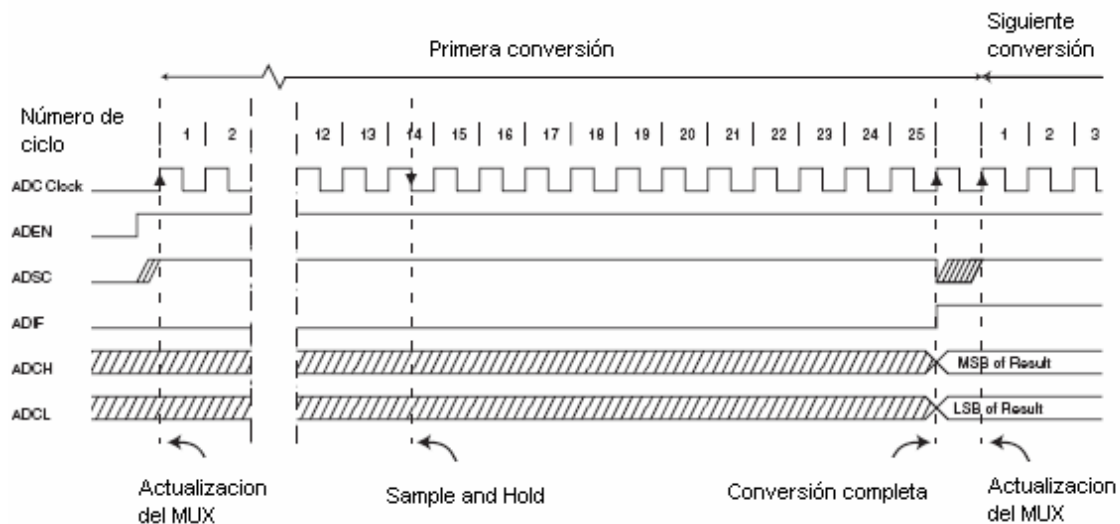 Primera conversión
Siguiente
conversión
Número de
ciclo
1 2 12 13 14 15 16 17 18 19 20 21 22 23 24 25 1 2 3
ADC Clock
ADEN
ADSC
ADIF
ADCH
MSB of Result
ADCL
LSB of Result
Actualizacion
del MUX
Sample and Hold
Conversión completa
Actualizacion
del MUX